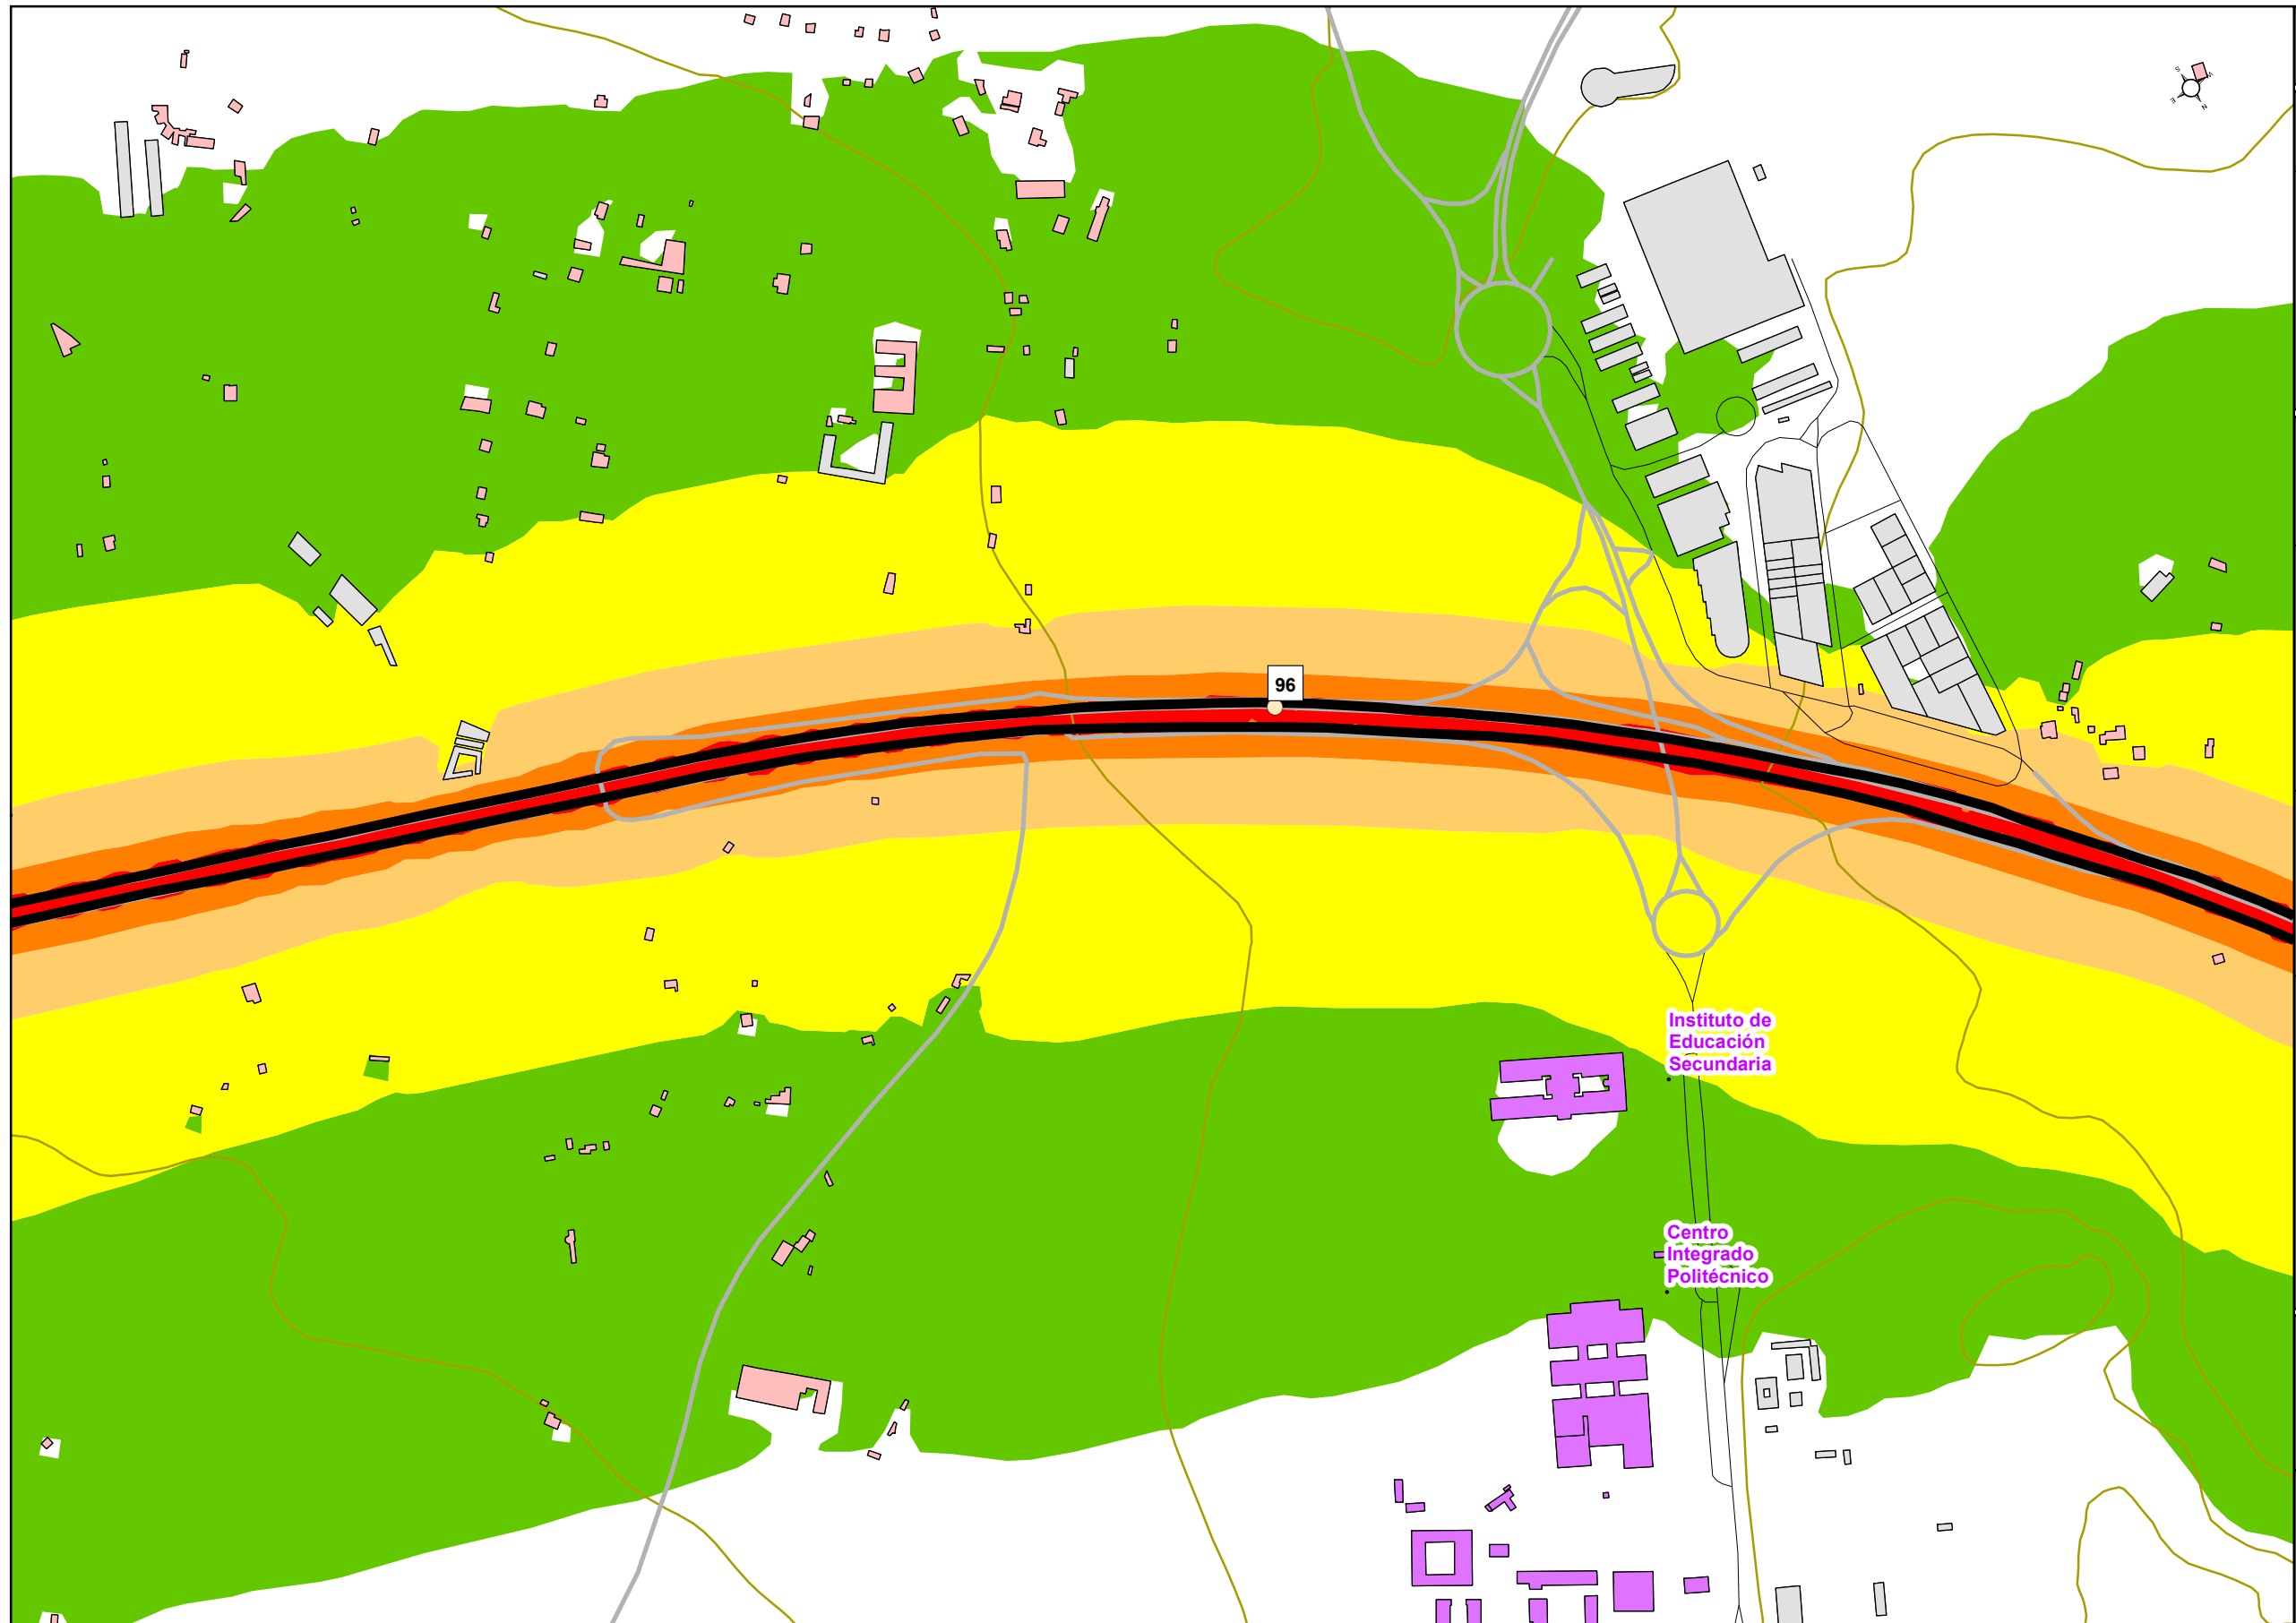 S
W
E
N
96
Instituto de
Educación
Secundaria
Centro
Integrado
Politécnico